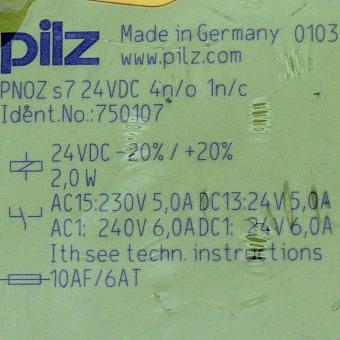 pilz Made in Germany 0103
www.pilz.com
PNOZ s7 24VDC 4n/o 1n/c
Ident.No.:750107
24VDC -20% / +20%
2,0 W
AC15:230V 5,0A DC13:24V 5,0A
AC1: 240V 6,0A DC1: 24V 6,0A
Ith see techn. instructions
10AF/6AT